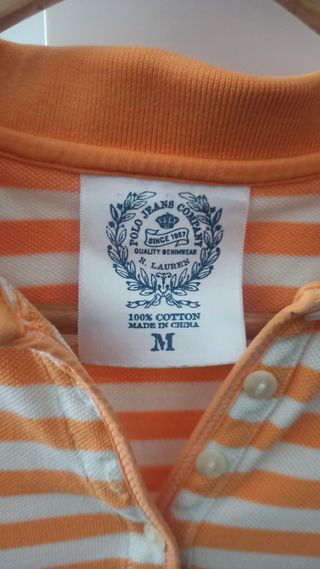 POLO JEANS COMPANY
SINCE 1967
QUALITY DENIMWEAR
R. LAUREN
100% COTTON
MADE IN CHINA
M